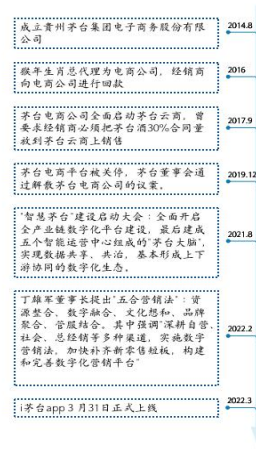 成立贵州茅台集团电子商务股份有限
公司
2014.8
猴年生肖总代理为电商公司，经销商
向电商公司进行回款
2016
茅台电商公司全面启动茅台云商，曾
要求经销商必须把茅台酒30%合同量
放到茅台云商上销售
2017.9
茅台电商平台被关停，茅台董事会通
过解散茅台电商公司的议案。
2019.12
"智慧茅台"建设启动大会：全面开启
全产业链数字化平台建设，最后建成
五个智能运营中心组成的"茅台大脑"，
实现数据共享、共治，基本形成上下
游协同的数字化生态。
2021.8
丁雄军董事长提出"五合营销法"：资
源整合、数字融合、文化想和、品牌
聚合、管服结合。其中强调"深耕自营、
社会、总经销等多种渠道，实施数字
营销法，加快补齐新零售短板，构建
和完善数字化营销平台"
2022.2
i茅台app 3 月31日正式上线
2022.3